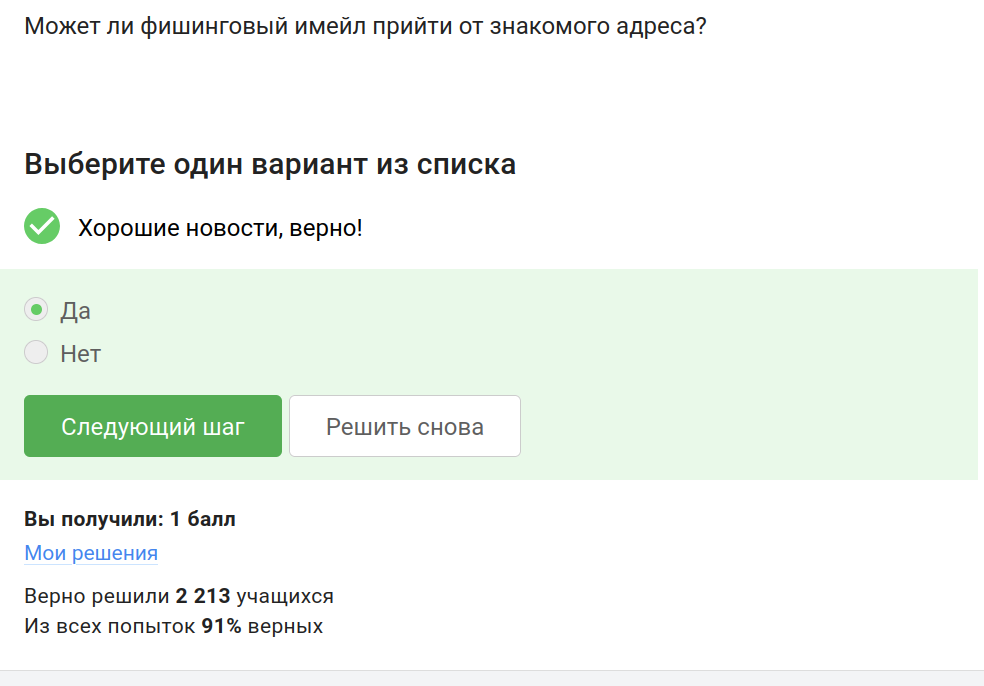 Может ли фишинговый имейл прийти от знакомого адреса?
Выберите один вариант из списка
Хорошие новости, верно!
Да
Нет
Следующий шаг
Решить снова
Вы получили: 1 балл
Мои решения
Верно решили 2 213 учащихся
Из всех попыток 91% верных